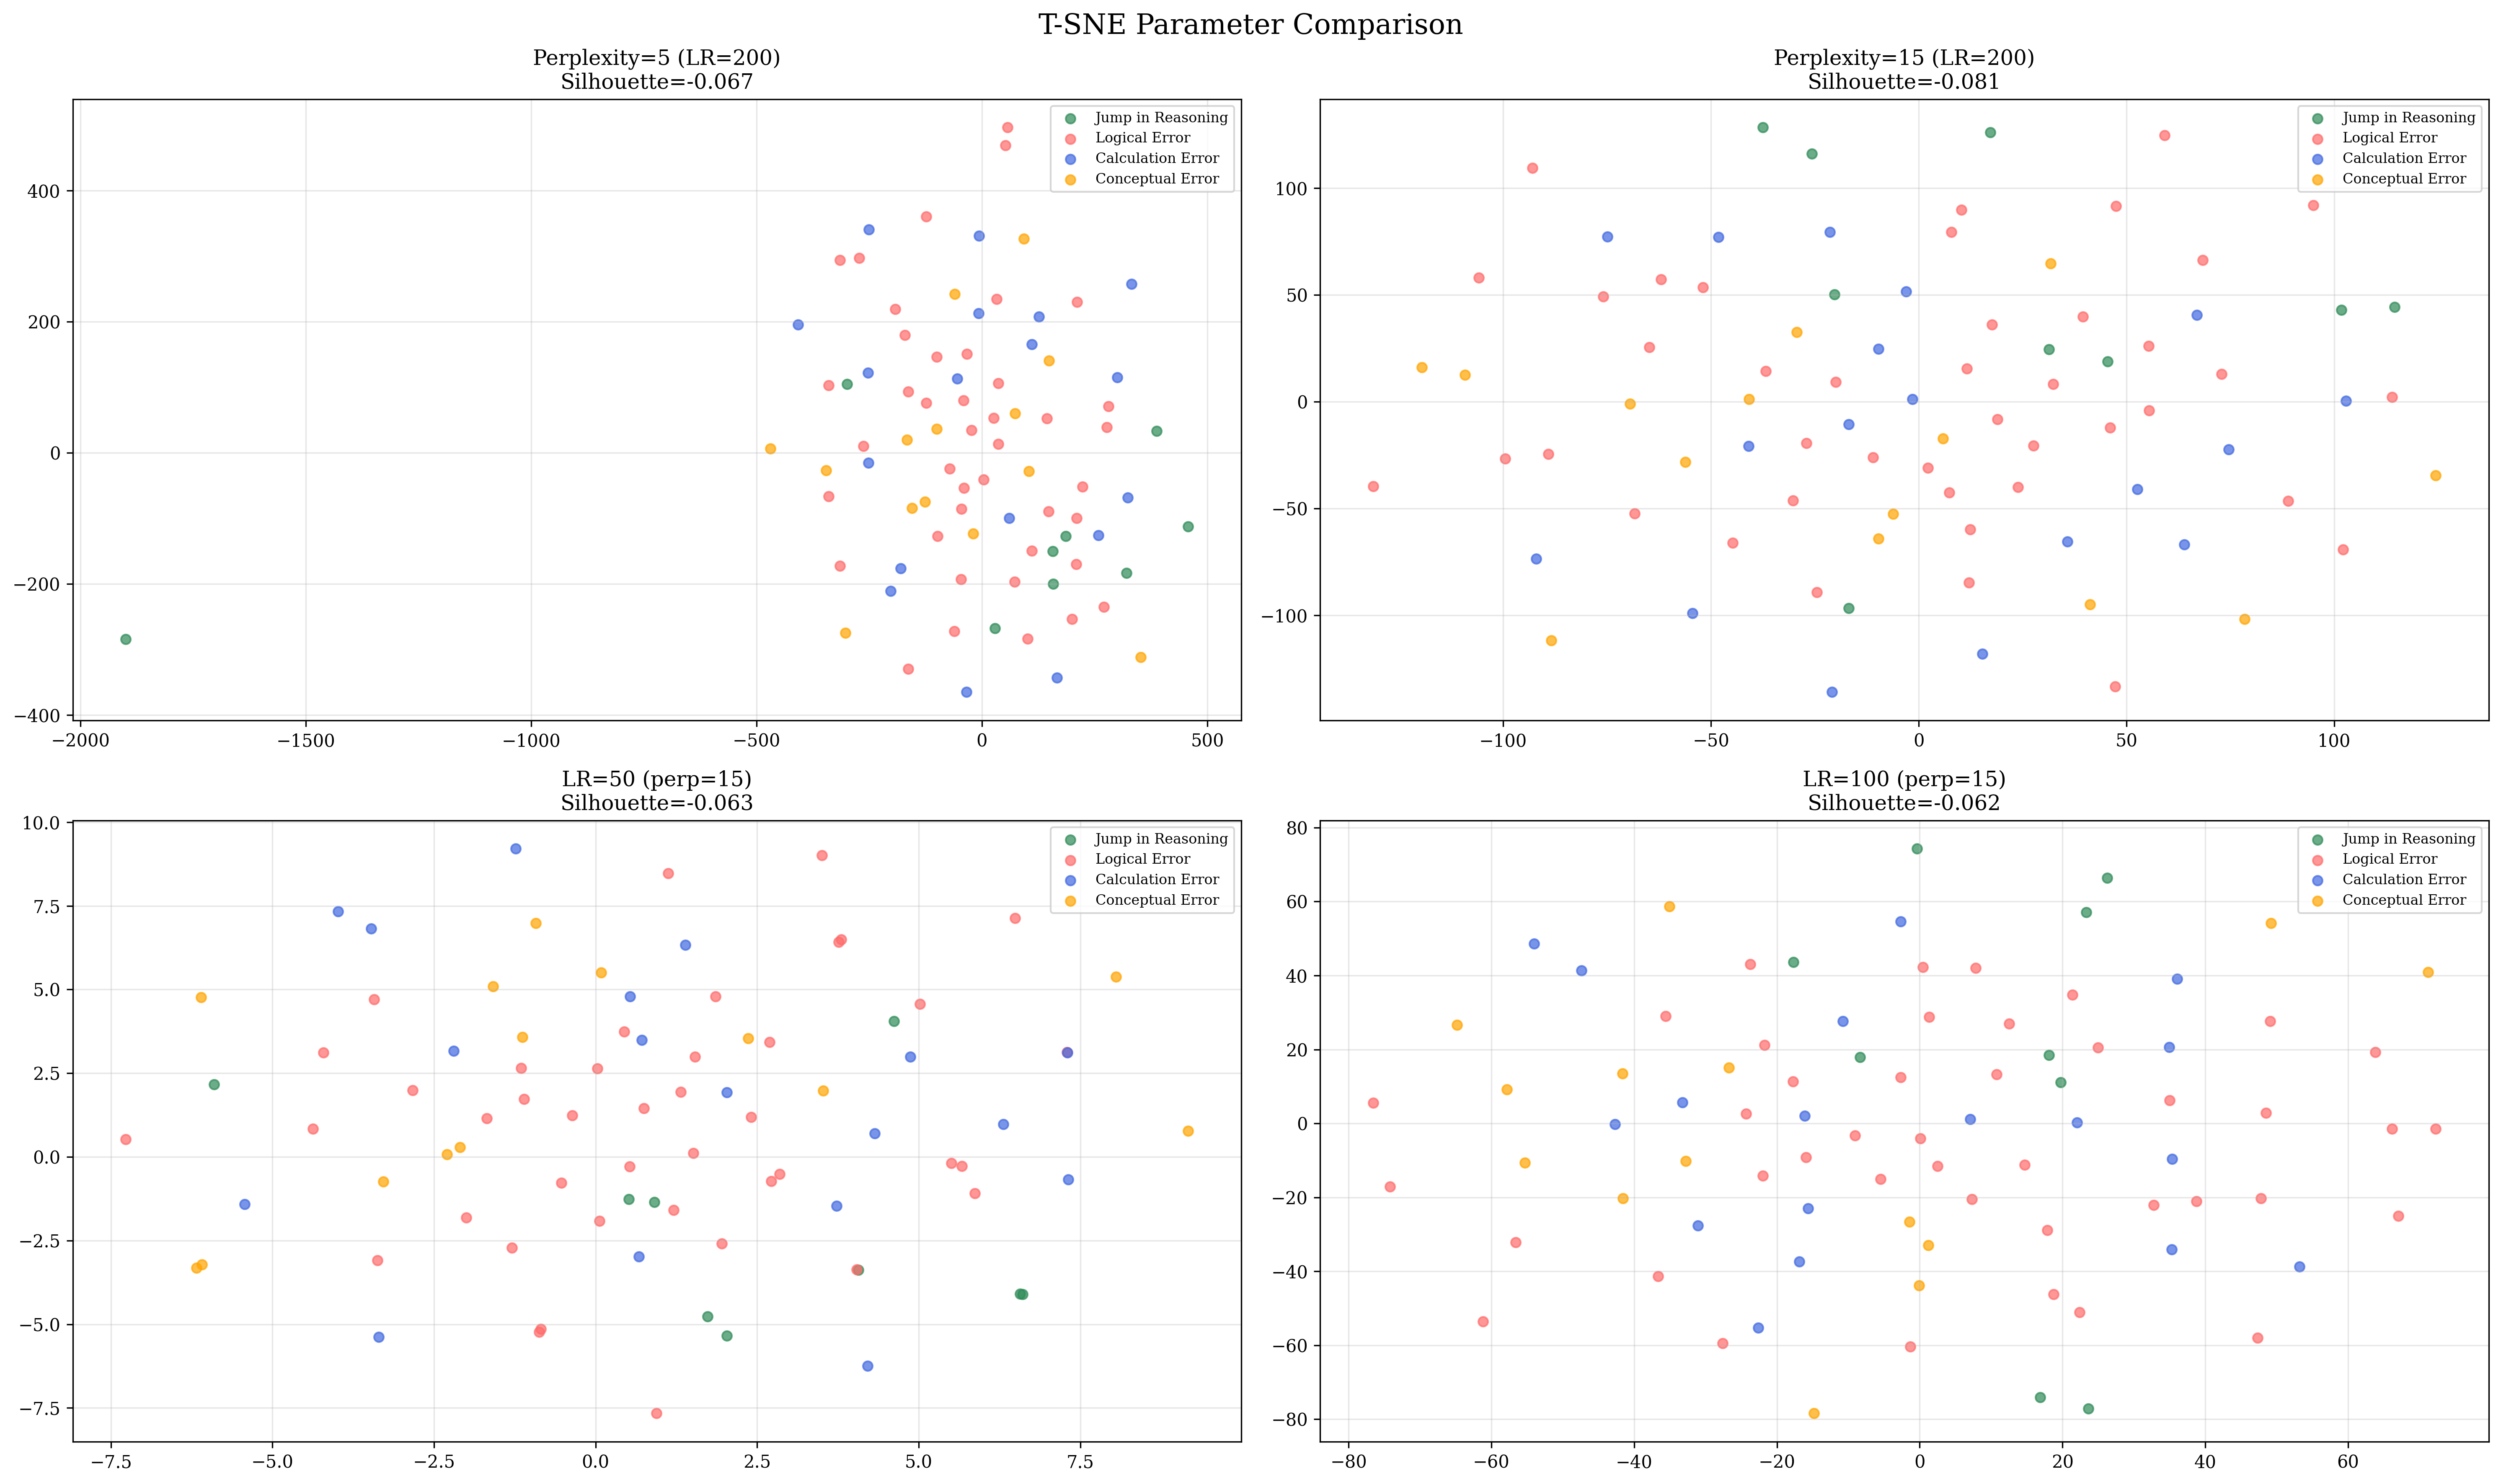 T-SNE Parameter Comparison
Perplexity=5 (LR=200)
Silhouette=-0.067
Jump in Reasoning
Logical Error
Calculation Error
Conceptual Error
400
200
0
−200
−400
−2000
−1500
−1000
−500
0
500
Perplexity=15 (LR=200)
Silhouette=-0.081
Jump in Reasoning
Logical Error
Calculation Error
Conceptual Error
100
50
0
−50
−100
−100
−50
0
50
100
LR=50 (perp=15)
Silhouette=-0.063
Jump in Reasoning
Logical Error
Calculation Error
Conceptual Error
10.0
7.5
5.0
2.5
0.0
−2.5
−5.0
−7.5
−7.5
−5.0
−2.5
0.0
2.5
5.0
7.5
LR=100 (perp=15)
Silhouette=-0.062
Jump in Reasoning
Logical Error
Calculation Error
Conceptual Error
80
60
40
20
0
−20
−40
−60
−80
−80
−60
−40
−20
0
20
40
60